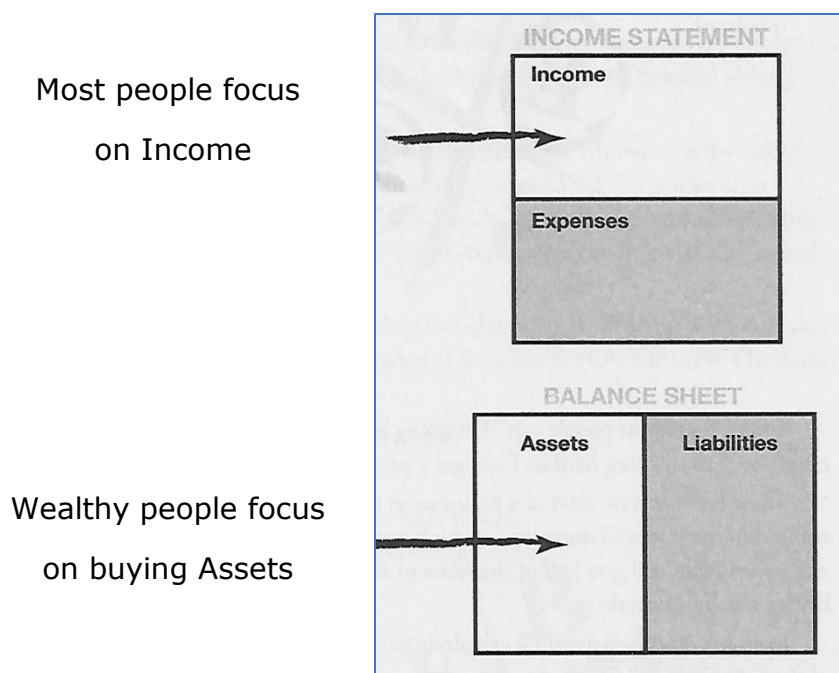 Most people focus
on Income
INCOME STATEMENT
Income
Expenses
BALANCE SHEET
Assets
Liabilities
Wealthy people focus
on buying Assets